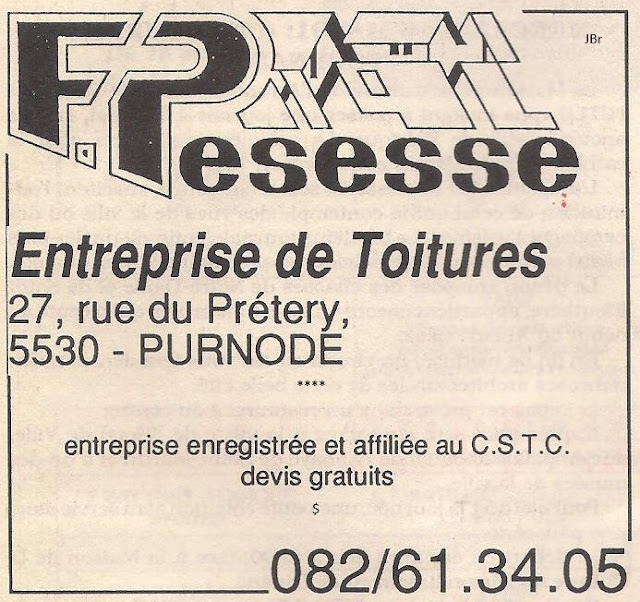 JBr
F.P
esesse
Entreprise de Toitures
27, rue du Prétery,
5530 - PURNODE
****
entreprise enregistrée et affiliée au C.S.T.C.
devis gratuits
$
082/61.34.05